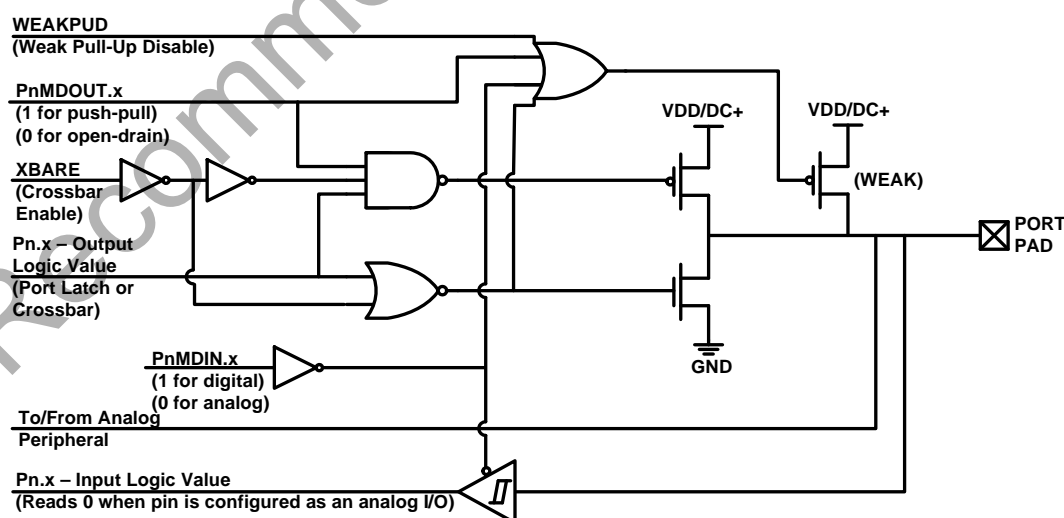 WEAKPUD
(Weak Pull-Up Disable)
PnMDOUT.x
(1 for push-pull)
(0 for open-drain)
XBARE
(Crossbar
Enable)
Pn.x – Output
Logic Value
(Port Latch or
Crossbar)
PnMDIN.x
(1 for digital)
(0 for analog)
To/From Analog
Peripheral
Pn.x – Input Logic Value
(Reads 0 when pin is configured as an analog I/O)
VDD/DC+
VDD/DC+
(WEAK)
PORT
PAD
GND
Recomm